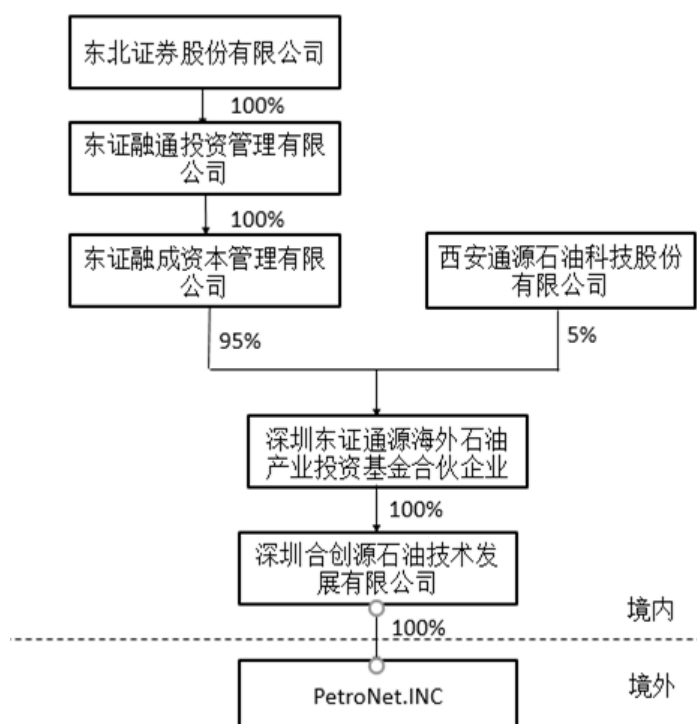 东北证券股份有限公司
100%
东证融通投资管理有限
公司
100%
东证融成资本管理有限
公司
西安通源石油科技股份
有限公司
95%
5%
深圳东证通源海外石油
产业投资基金合伙企业
100%
深圳合创源石油技术发
展有限公司
境内
100%
境外
PetroNet.INC